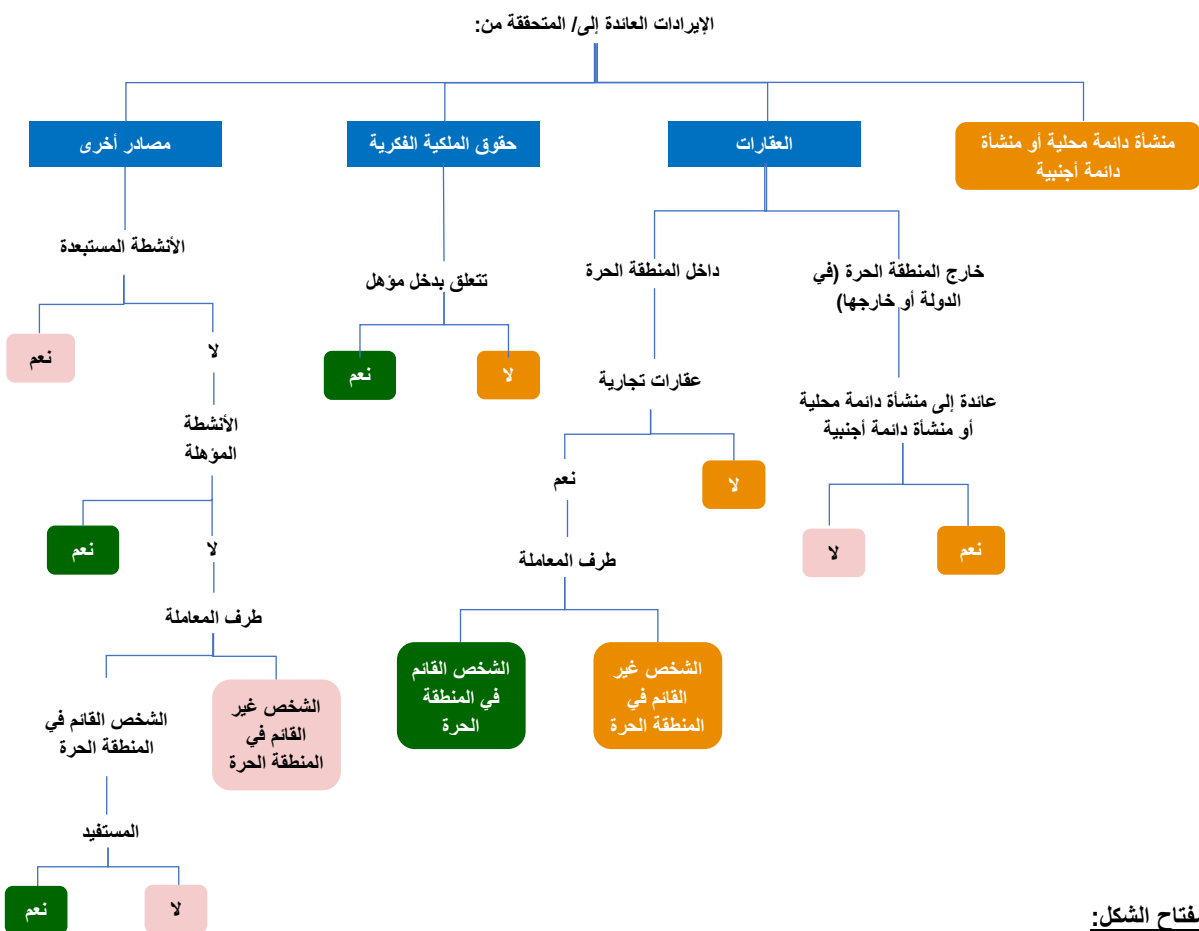 الإيرادات العائدة إلى/ المتحققة من:
منشأة دائمة محلية أو منشأة
دائمة أجنبية
العقارات
حقوق الملكية الفكرية
مصادر أخرى
خارج المنطقة الحرة (في
الدولة أو خارجها)
داخل المنطقة الحرة
تتعلق بدخل مؤهل
الأنشطة المستبعدة
عائدة إلى منشأة دائمة محلية
أو منشأة دائمة أجنبية
عقارات تجارية
لا
نعم
لا
نعم
الأنشطة
المؤهلة
نعم
لا
لا
نعم
نعم
لا
لا
نعم
طرف المعاملة
طرف المعاملة
الشخص غير
القائم في
المنطقة الحرة
الشخص القائم
في المنطقة
الحرة
الشخص غير
القائم في
المنطقة الحرة
الشخص القائم في
المنطقة الحرة
المستفيد
لا
نعم
مفتاح الشكل: